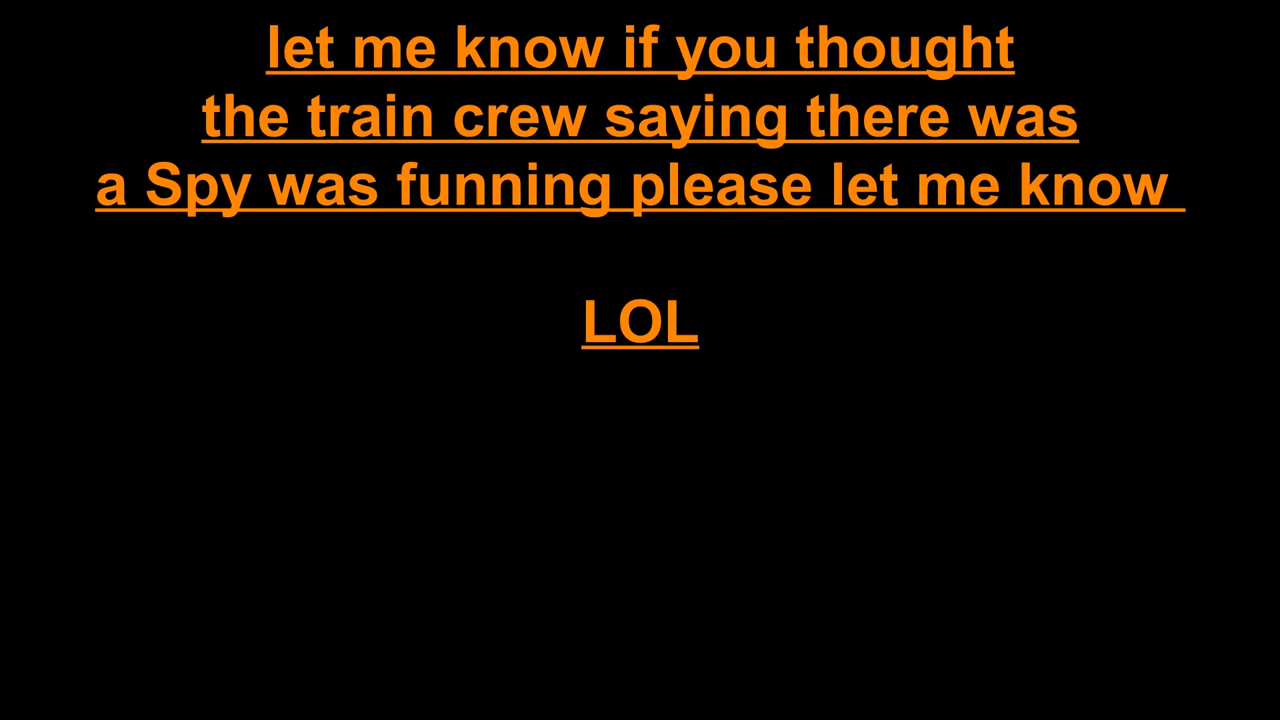 let me know if you thought
the train crew saying there was
a Spy was funning please let me know
LOL